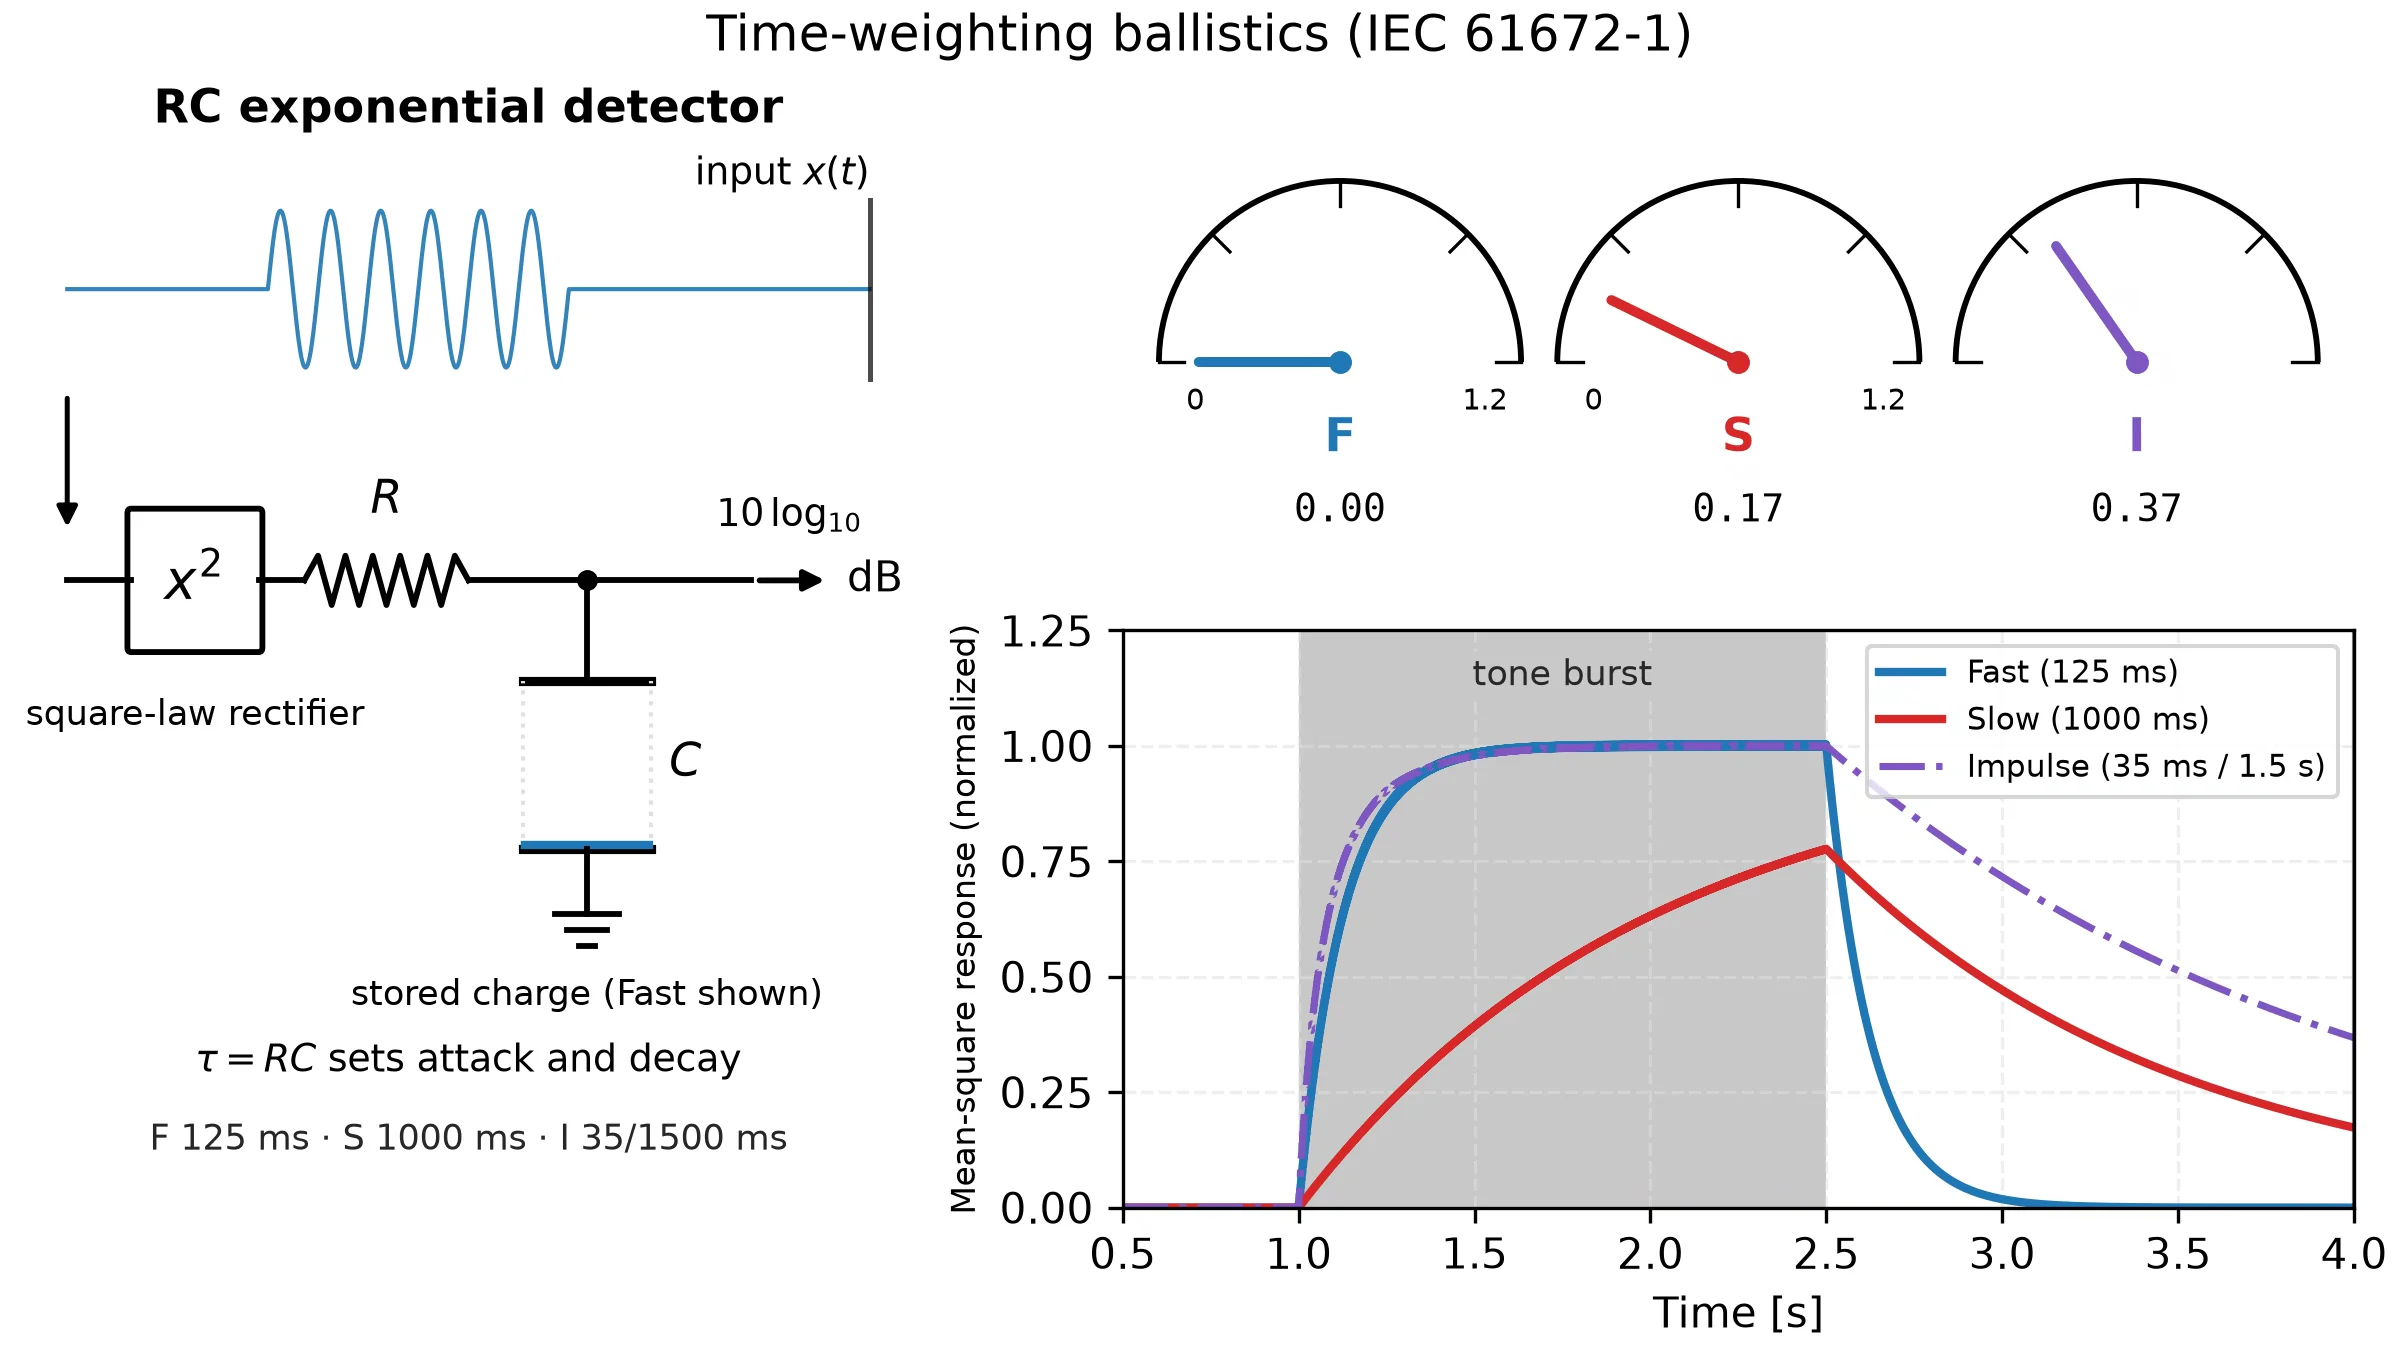 Time-weighting ballistics (IEC 61672-1)
RC exponential detector
input x(t)
R
10 log₁₀
x²
dB
square-law rectifier
C
stored charge (Fast shown)
τ = RC sets attack and decay
F 125 ms · S 1000 ms · I 35/1500 ms
0 1.2
F
0.00
0 1.2
S
0.17
I
0.37
Mean-square response (normalized)
1.25
1.00
0.75
0.50
0.25
0.00
tone burst
Fast (125 ms)
Slow (1000 ms)
Impulse (35 ms / 1.5 s)
0.5 1.0 1.5 2.0 2.5 3.0 3.5 4.0
Time [s]